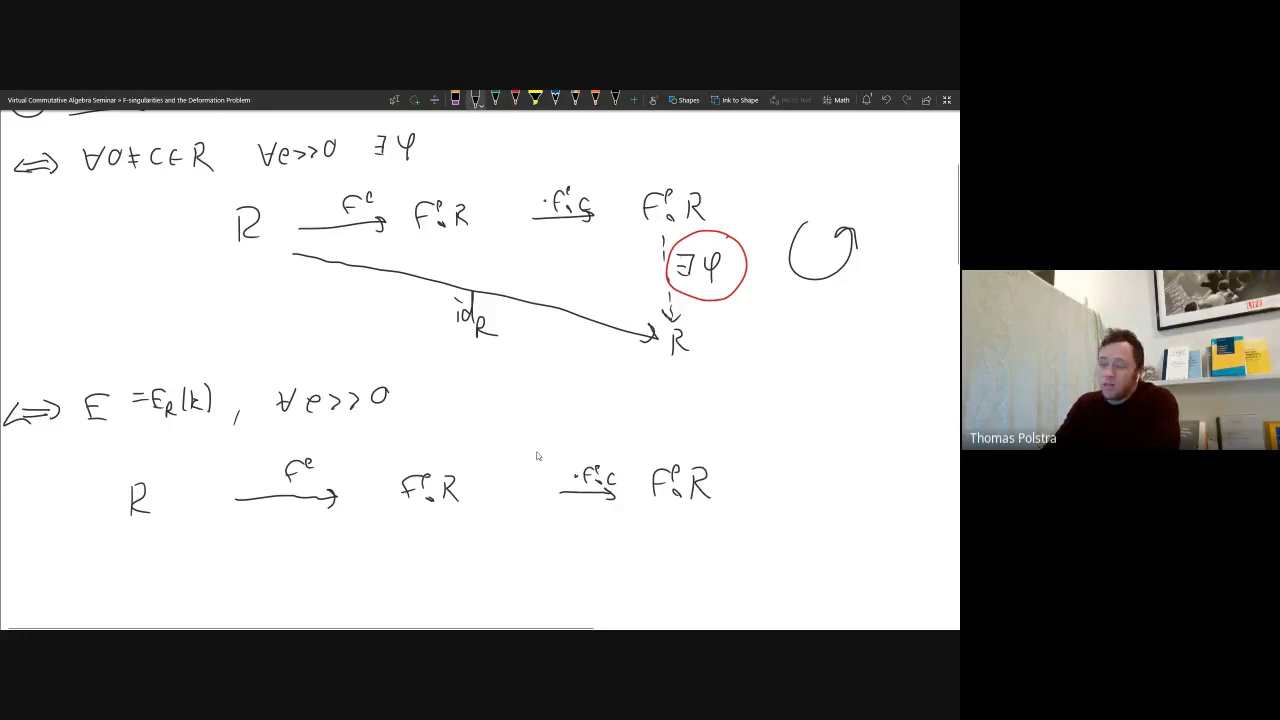 Virtual Commutative Algebra Seminar > F-singularities and the Deformation Problem
Shapes
Ink to Shape
Math
⟺ ∀ 0 ≠ c ∈ R ∀ e >> 0 ∃ φ
R F^e F^e_* R ·F^e_* c F^e_* R
∃ φ
id_R
R
⟺ E = E_R(k), ∀ e >> 0
R F^e F^e_* R ·F^e_* c F^e_* R
LIFE
Thomas Polstra